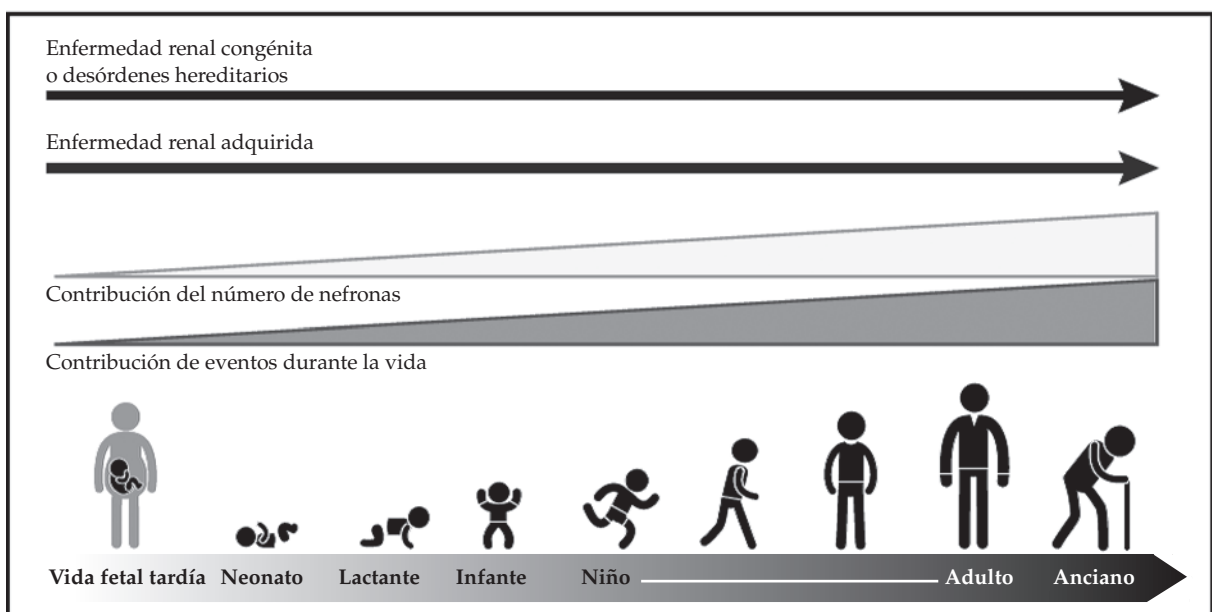 Enfermedad renal congénita
o desórdenes hereditarios
Enfermedad renal adquirida
Contribución del número de nefronas
Contribución de eventos durante la vida
Vida fetal tardía Neonato Lactante Infante Niño Adulto Anciano